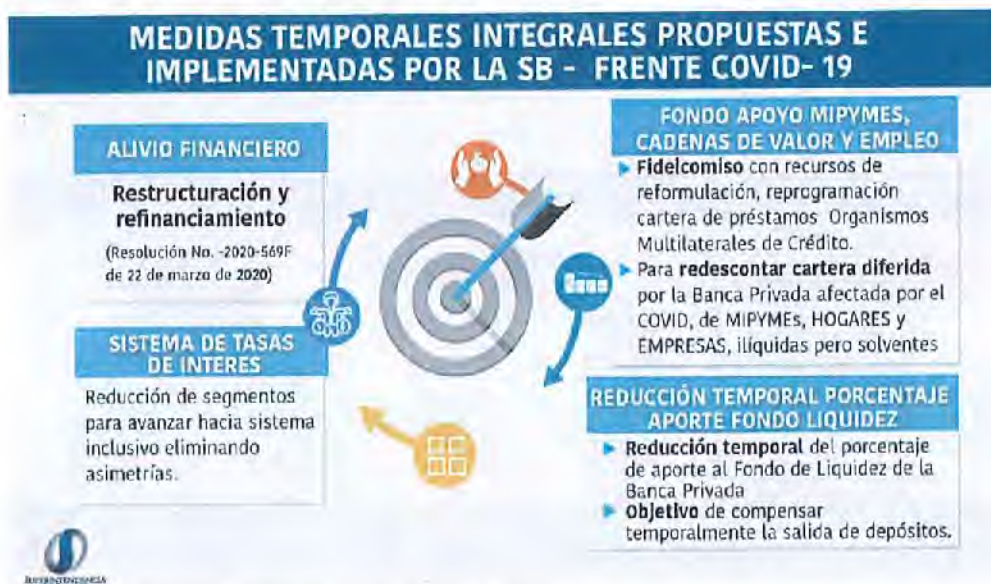 MEDIDAS TEMPORALES INTEGRALES PROPUESTAS E
IMPLEMENTADAS POR LA SB - FRENTE COVID- 19
ALIVIO FINANCIERO
Restructuración y
refinanciamiento
(Resolución No. -2020-569F
de 22 de marzo de 2020)
SISTEMA DE TASAS
DE INTERES
Reducción de segmentos
para avanzar hacia sistema
inclusivo eliminando
asimetrías.
FONDO APOYO MIPYMES,
CADENAS DE VALOR Y EMPLEO
Fideicomiso con recursos de
reformulación, reprogramación
cartera de préstamos Organismos
Multilaterales de Crédito.
Para redescontar cartera diferida
por la Banca Privada afectada por el
COVID, de MIPYMEs, HOGARES y
EMPRESAS, ilíquidas pero solventes
REDUCCIÓN TEMPORAL PORCENTAJE
APORTE FONDO LIQUIDEZ
Reducción temporal del porcentaje
de aporte al Fondo de Liquidez de la
Banca Privada
Objetivo de compensar
temporalmente la salida de depósitos.
SUPERINTENDENCIA